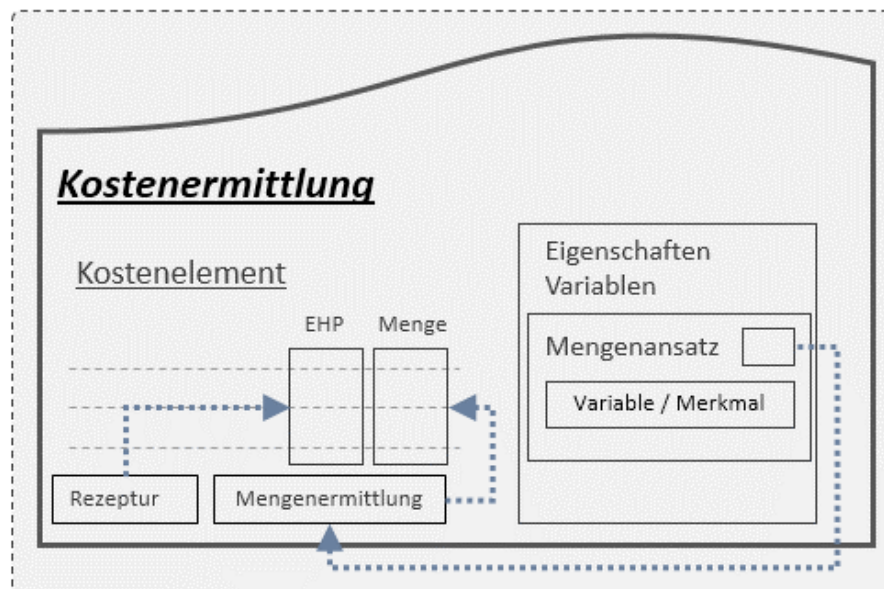 Kostenermittlung
Kostenelement
EHP Menge
Rezeptur
Mengenermittlung
Eigenschaften
Variablen
Mengenansatz
Variable / Merkmal